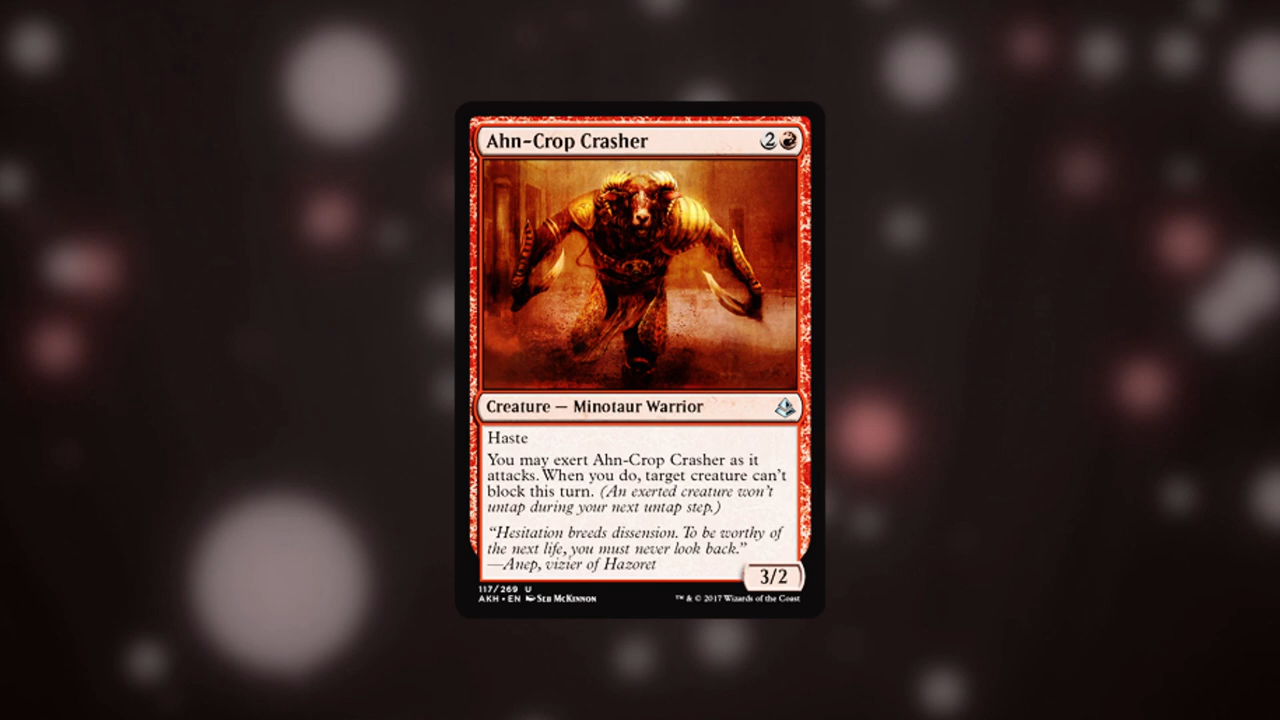 Ahn-Crop Crasher 2
Creature — Minotaur Warrior
Haste
You may exert Ahn-Crop Crasher as it
attacks. When you do, target creature can't
block this turn. (An exerted creature won't
untap during your next untap step.)
"Hesitation breeds dissension. To be worthy of
the next life, you must never look back."
—Anep, vizier of Hazoret
3/2
117/269 U
AKH • EN Seb McKinnon
™ & © 2017 Wizards of the Coast